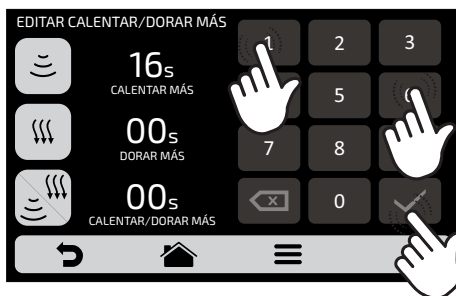 EDITAR CALENTAR/DORAR MÁS
16s
CALENTAR MÁS
00s
DORAR MÁS
00s
CALENTAR/DORAR MÁS
1 2 3
5
7 8
0